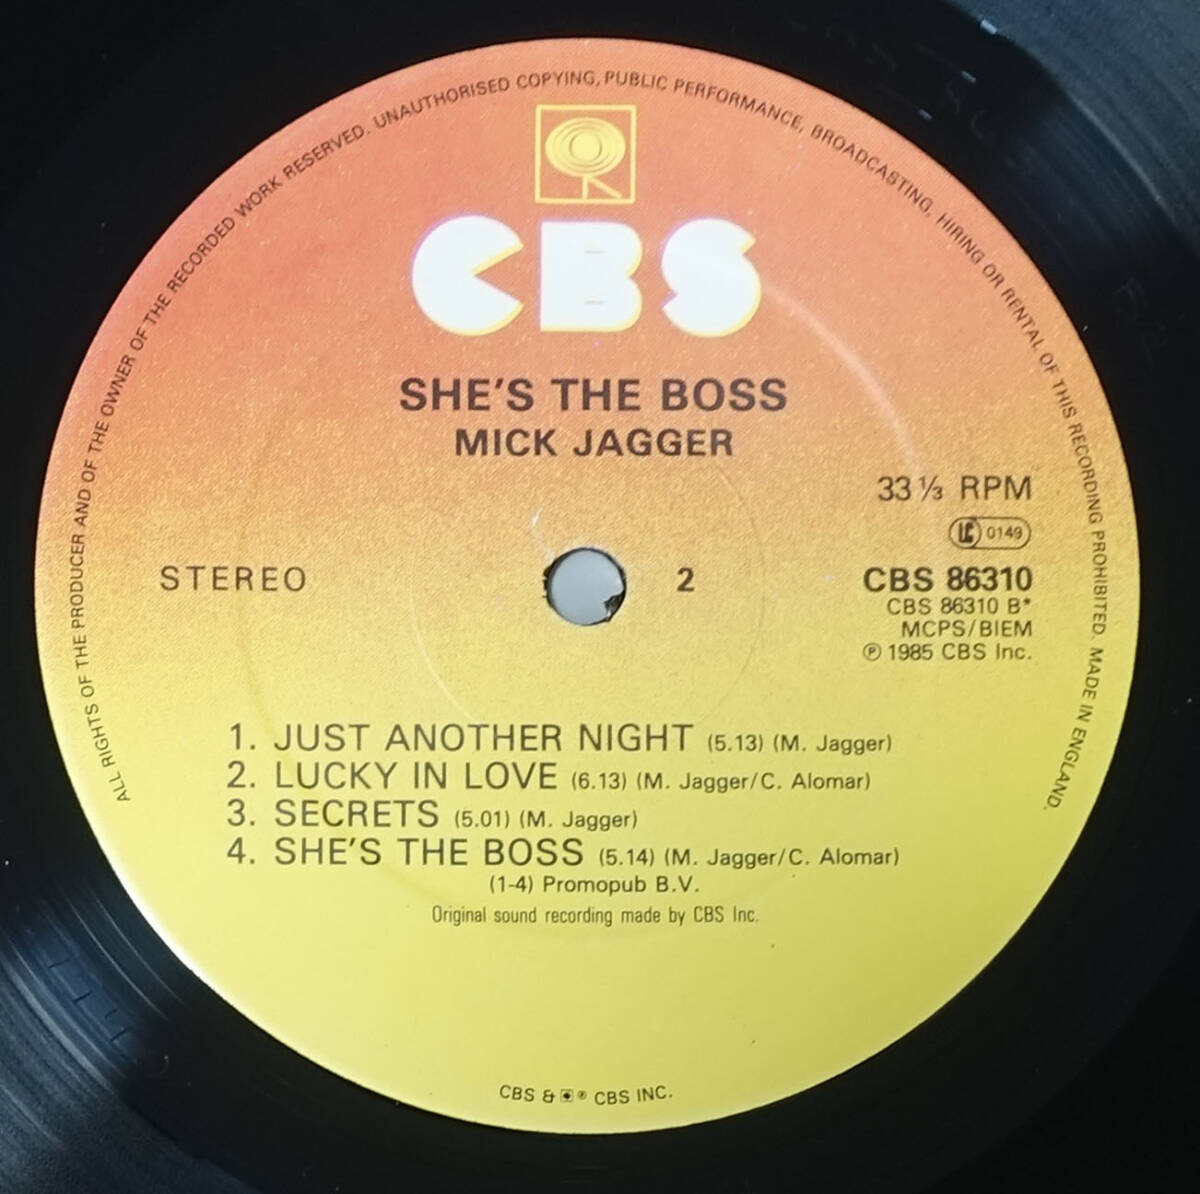 ALL RIGHTS OF THE PRODUCER AND OF THE OWNER OF THE RECORDED WORK RESERVED. UNAUTHORISED COPYING, PUBLIC PERFORMANCE, BROADCASTING, HIRING OR RENTAL OF THIS RECORDING PROHIBITED. MADE IN ENGLAND.
CBS
SHE'S THE BOSS
MICK JAGGER
33 ⅓ RPM
LC 0149
STEREO
2
CBS 86310
CBS 86310 B*
MCPS/BIEM
℗ 1985 CBS Inc.
1. JUST ANOTHER NIGHT (5.13) (M. Jagger)
2. LUCKY IN LOVE (6.13) (M. Jagger/C. Alomar)
3. SECRETS (5.01) (M. Jagger)
4. SHE'S THE BOSS (5.14) (M. Jagger/C. Alomar)
(1-4) Promopub B.V.
Original sound recording made by CBS Inc.
CBS & ® CBS INC.